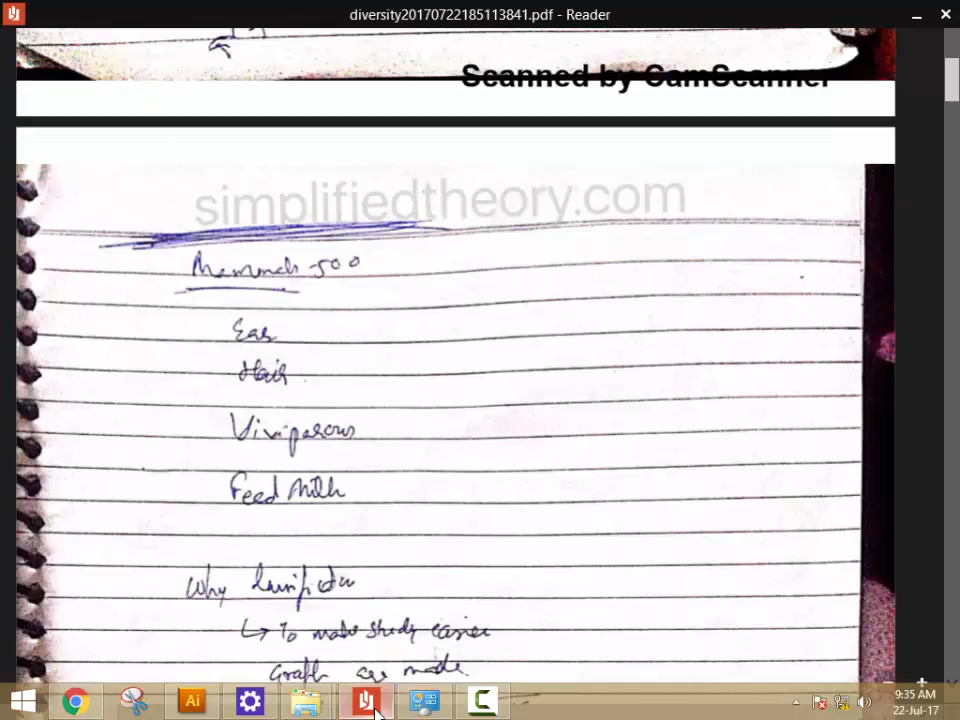 diversity20170722185113841.pdf - Reader
Scanned by CamScanner
simplifiedtheory.com
Mammals - 500
Ear
Hair
Viviparous
Feed Milk
Why classification
↳ To make study easier
are made.
Ai
9:35 AM
22-Jul-17